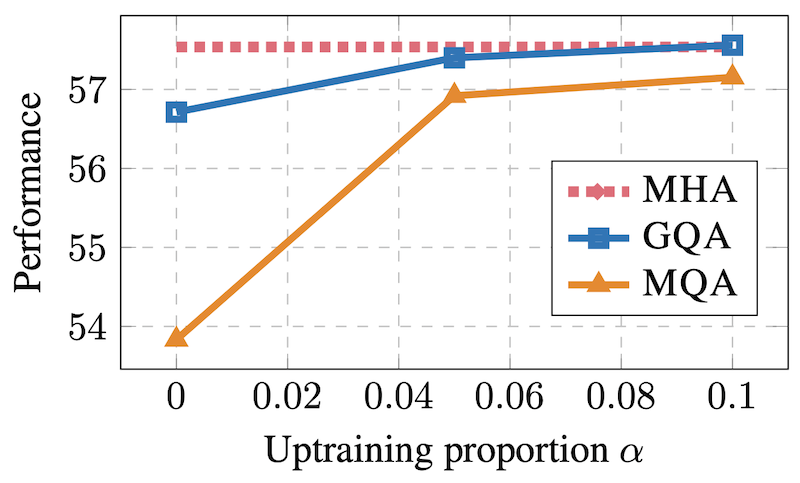 Performance
57
56
55
54
MHA
GQA
MQA
0 0.02 0.04 0.06 0.08 0.1
Uptraining proportion α